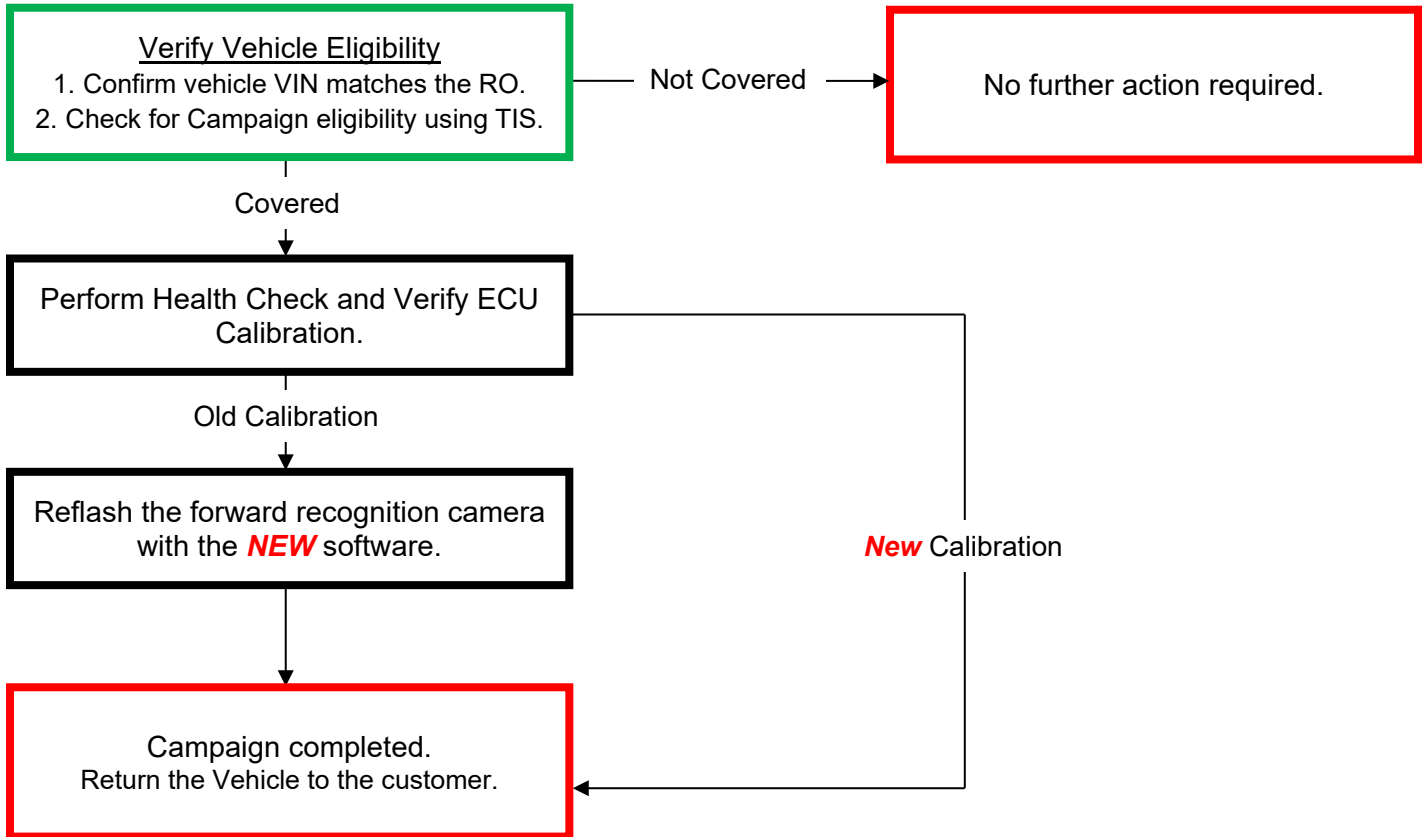 Verify Vehicle Eligibility
1. Confirm vehicle VIN matches the RO.
2. Check for Campaign eligibility using TIS.
Not Covered
No further action required.
Covered
Perform Health Check and Verify ECU
Calibration.
Old Calibration
Reflash the forward recognition camera
with the NEW software.
New Calibration
Campaign completed.
Return the Vehicle to the customer.